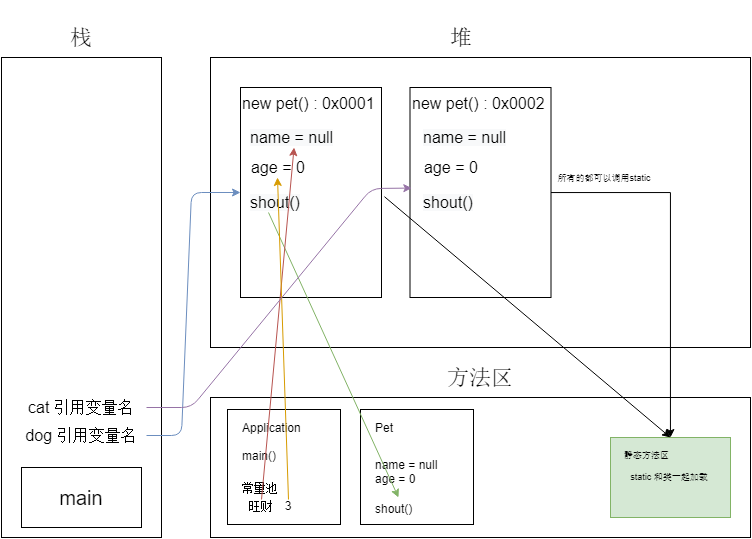 栈
堆
new pet() : 0x0001
name = null
age = 0
shout()
new pet() : 0x0002
name = null
age = 0
shout()
所有的都可以调用static
方法区
cat 引用变量名
dog 引用变量名
main
Application
main()
常量池
旺财 3
Pet
name = null
age = 0
shout()
静态方法区
static 和类一起加载